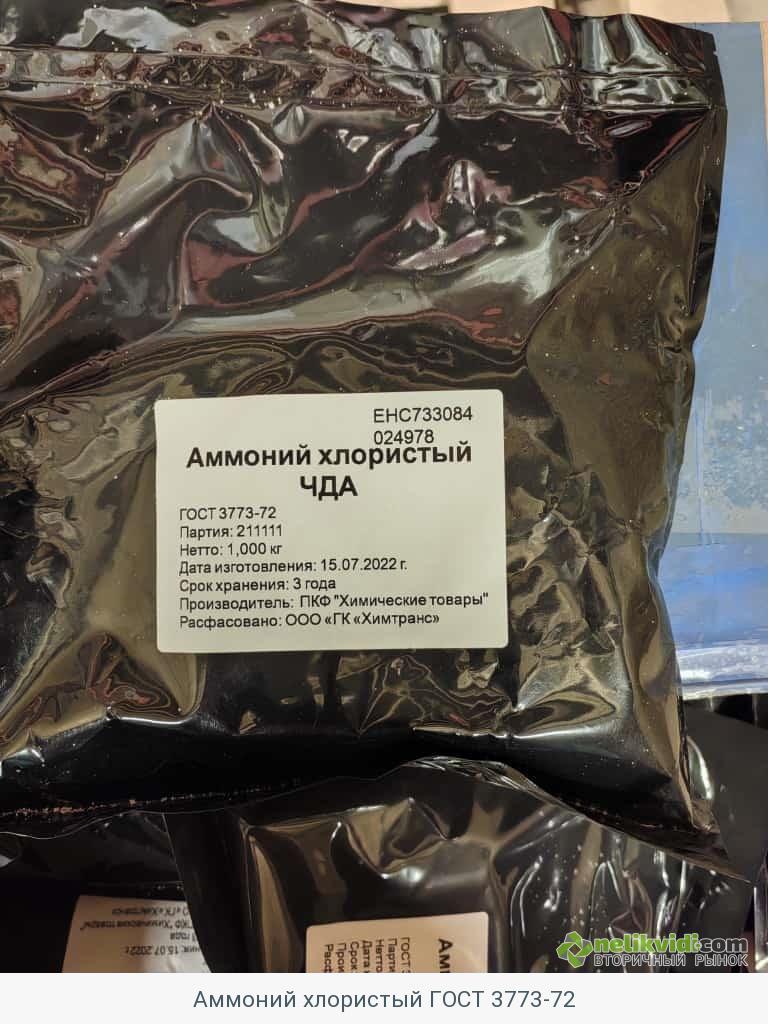 ЕНС733084
024978
Аммоний хлористый
ЧДА
ГОСТ 3773-72
Партия: 211111
Нетто: 1,000 кг
Дата изготовления: 15.07.2022 г.
Срок хранения: 3 года
Производитель: ПКФ "Химические товары"
Расфасовано: ООО «ГК «Химтранс»
nelikvidi.com
ВТОРИЧНЫЙ РЫНОК
Аммоний хлористый ГОСТ 3773-72